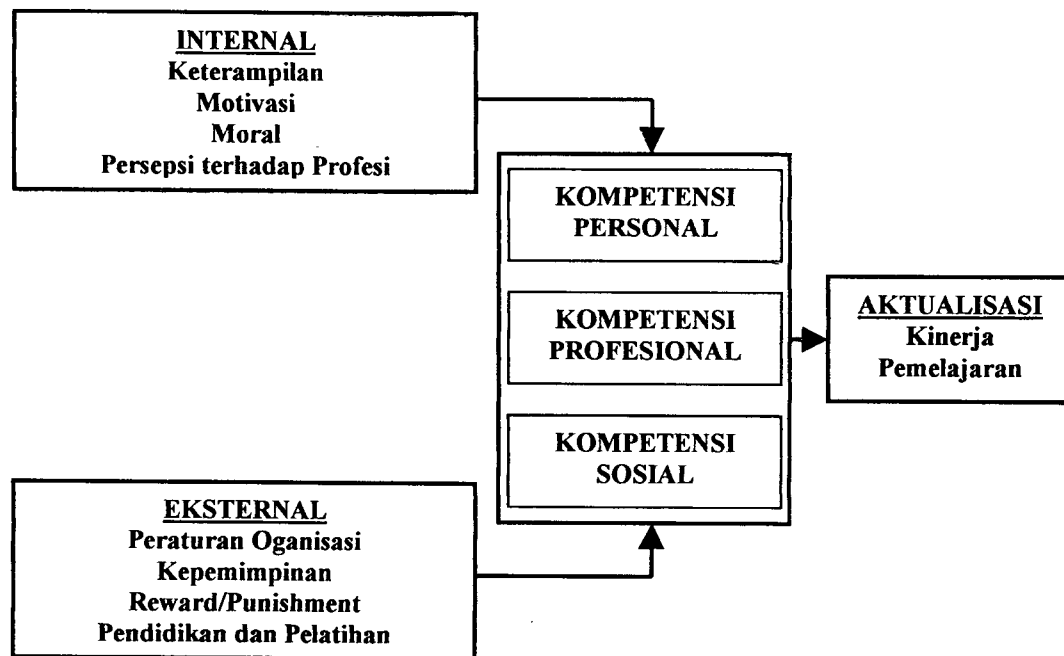 INTERNAL
Keterampilan
Motivasi
Moral
Persepsi terhadap Profesi
KOMPETENSI
PERSONAL
KOMPETENSI
PROFESIONAL
KOMPETENSI
SOSIAL
AKTUALISASI
Kinerja
Pemelajaran
EKSTERNAL
Peraturan Oganisasi
Kepemimpinan
Reward/Punishment
Pendidikan dan Pelatihan